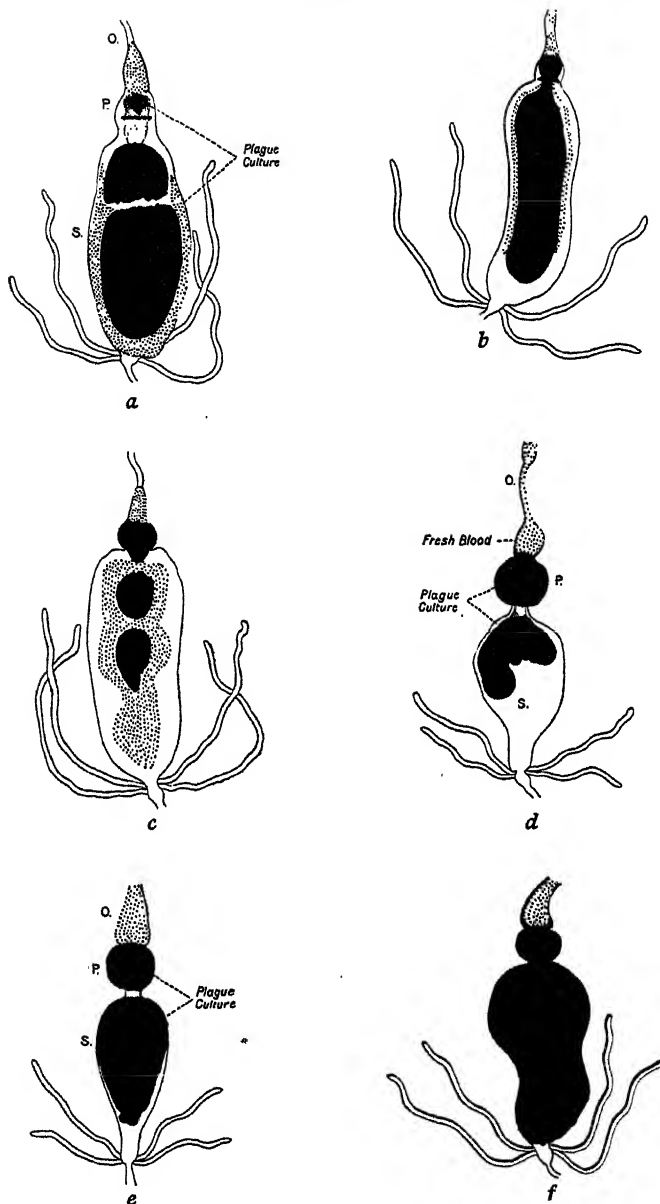 O.
P.
Plague
Culture
S.
a
b
c
O.
Fresh Blood
P.
Plague
Culture
S.
d
O.
P.
Plague
Culture
S.
e
f